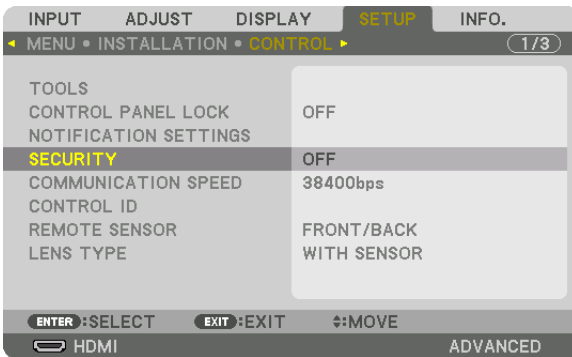 INPUT ADJUST DISPLAY SETUP INFO.
MENU • INSTALLATION • CONTROL 1/3
TOOLS
CONTROL PANEL LOCK OFF
NOTIFICATION SETTINGS
SECURITY OFF
COMMUNICATION SPEED 38400bps
CONTROL ID
REMOTE SENSOR FRONT/BACK
LENS TYPE WITH SENSOR
ENTER :SELECT EXIT :EXIT :MOVE
HDMI ADVANCED